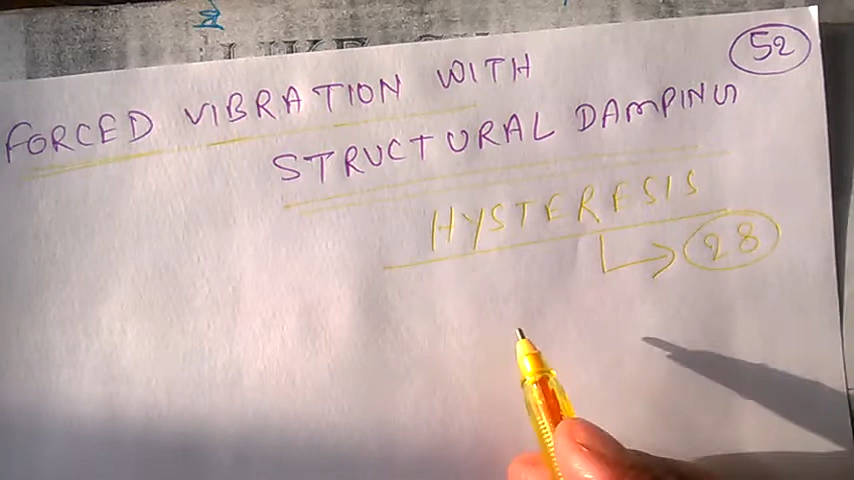 52
FORCED VIBRATION WITH
STRUCTURAL DAMPING
HYSTERESIS
28